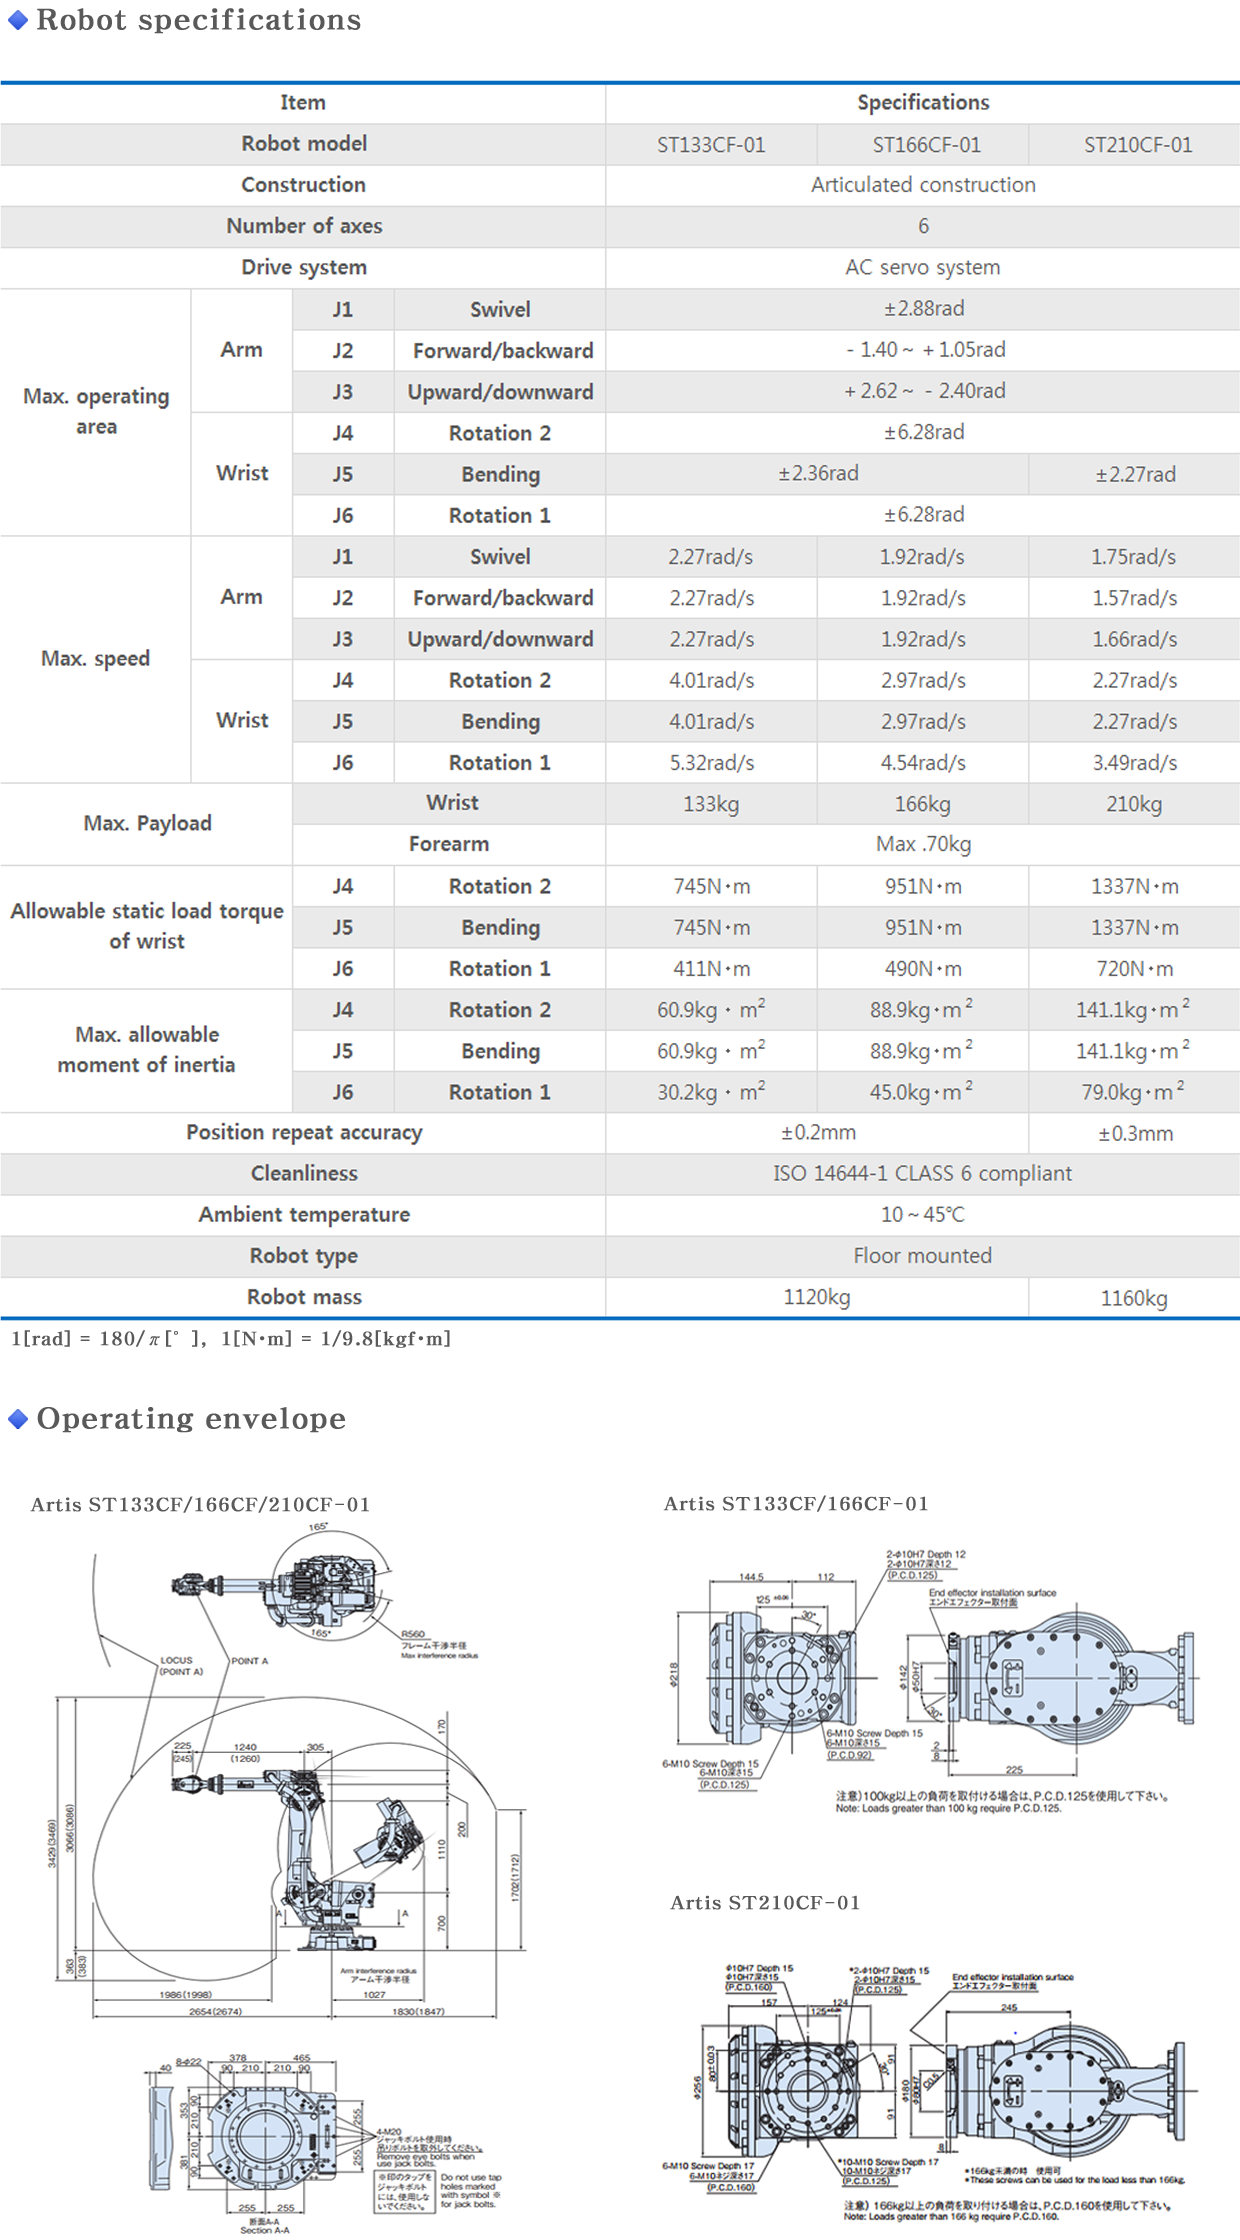 Robot specifications
Item Specifications
Robot model ST133CF-01 ST166CF-01 ST210CF-01
Construction Articulated construction
Number of axes 6
Drive system AC servo system
Max. operating area
Arm
J1 Swivel ±2.88rad
J2 Forward/backward - 1.40 ~ + 1.05rad
J3 Upward/downward + 2.62 ~ - 2.40rad
Wrist
J4 Rotation 2 ±6.28rad
J5 Bending ±2.36rad ±2.27rad
J6 Rotation 1 ±6.28rad
Max. speed
Arm
J1 Swivel 2.27rad/s 1.92rad/s 1.75rad/s
J2 Forward/backward 2.27rad/s 1.92rad/s 1.57rad/s
J3 Upward/downward 2.27rad/s 1.92rad/s 1.66rad/s
Wrist
J4 Rotation 2 4.01rad/s 2.97rad/s 2.27rad/s
J5 Bending 4.01rad/s 2.97rad/s 2.27rad/s
J6 Rotation 1 5.32rad/s 4.54rad/s 3.49rad/s
Max. Payload
Wrist 133kg 166kg 210kg
Forearm Max .70kg
Allowable static load torque
of wrist
J4 Rotation 2 745N·m 951N·m 1337N·m
J5 Bending 745N·m 951N·m 1337N·m
J6 Rotation 1 411N·m 490N·m 720N·m
Max. allowable
moment of inertia
J4 Rotation 2 60.9kg · m² 88.9kg·m² 141.1kg·m²
J5 Bending 60.9kg · m² 88.9kg·m² 141.1kg·m²
J6 Rotation 1 30.2kg · m² 45.0kg·m² 79.0kg·m²
Position repeat accuracy ±0.2mm ±0.3mm
Cleanliness ISO 14644-1 CLASS 6 compliant
Ambient temperature 10 ~ 45℃
Robot type Floor mounted
Robot mass 1120kg 1160kg
1[rad] = 180/π[° ], 1[N·m] = 1/9.8[kgf·m]
Operating envelope
Artis ST133CF/166CF/210CF-01
165°
165°
R560
フレーム干渉半径
Max interference radius
LOCUS
(POINT A)
POINT A
170
225
(245)
1240
(1260)
305
3429(3469)
3066(3086)
200
1110
1702(1712)
700
A
A
363
(383)
Arm interference radius
アーム干渉半径
1986(1998)
1027
2654(2674)
1830(1847)
8-φ22
378
465
40
90 210 210 90
353
90
210
210
381
90
255
255
4-M20
ジャッキボルト使用時
吊りボルトを取外してください。
Remove eye bolts when
use jack bolts.
※印のタップを
ジャッキボルト
には、使用しな
いでください。
Do not use tap
holes marked
with symbol ※
for jack bolts.
255 255
断面A-A
Section A-A
Artis ST133CF/166CF-01
2-φ10H7 Depth 12
2-φ10H7深さ12
(P.C.D.125)
144.5
112
125
30°
End effector installation surface
エンドエフェクター取付面
φ218
φ142
φ50H7
30°
6-M10 Screw Depth 15
6-M10深さ15
(P.C.D.92)
6-M10 Screw Depth 15
6-M10深さ15
(P.C.D.125)
2
8
225
注意)100kg以上の負荷を取付ける場合は、P.C.D.125を使用して下さい。
Note: Loads greater than 100 kg require P.C.D.125.
Artis ST210CF-01
φ10H7 Depth 15
φ10H7深さ15
(P.C.D.160)
*2-φ10H7 Depth 15
2-φ10H7深さ15
(P.C.D.125)
End effector installation surface
エンドエフェクター取付面
157
124
125
245
φ256
80±0.03
91
91
φ180
φ80H7
8
6-M10 Screw Depth 17
6-M10ネジ深さ17
(P.C.D.160)
*10-M10 Screw Depth 17
10-M10ネジ深さ17
(P.C.D.125)
*166kg未満の時 使用可
*These screws can be used for the load less than 166kg.
注意) 166kg以上の負荷を取り付ける場合は、P.C.D.160を使用して下さい。
Note: Loads greater than 166 kg require P.C.D.160.